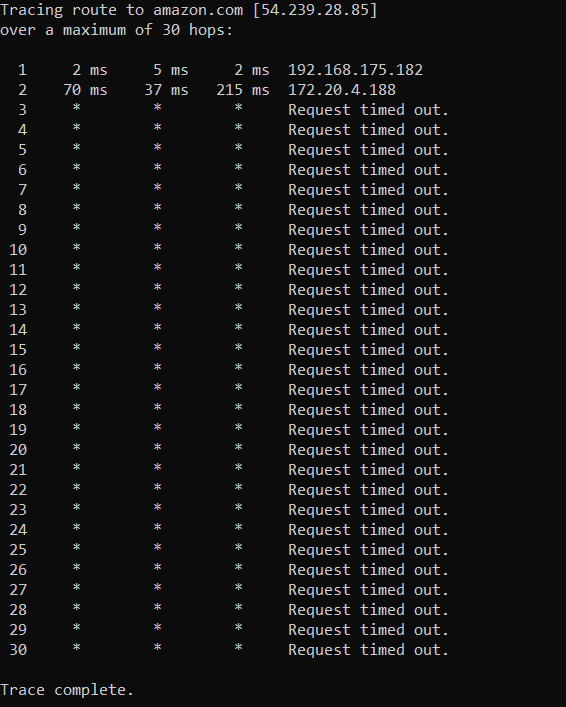 Tracing route to amazon.com [54.239.28.85]
over a maximum of 30 hops:
1 2 ms 5 ms 2 ms 192.168.175.182
2 70 ms 37 ms 215 ms 172.20.4.188
3 * * * Request timed out.
4 * * * Request timed out.
5 * * * Request timed out.
6 * * * Request timed out.
7 * * * Request timed out.
8 * * * Request timed out.
9 * * * Request timed out.
10 * * * Request timed out.
11 * * * Request timed out.
12 * * * Request timed out.
13 * * * Request timed out.
14 * * * Request timed out.
15 * * * Request timed out.
16 * * * Request timed out.
17 * * * Request timed out.
18 * * * Request timed out.
19 * * * Request timed out.
20 * * * Request timed out.
21 * * * Request timed out.
22 * * * Request timed out.
23 * * * Request timed out.
24 * * * Request timed out.
25 * * * Request timed out.
26 * * * Request timed out.
27 * * * Request timed out.
28 * * * Request timed out.
29 * * * Request timed out.
30 * * * Request timed out.
Trace complete.